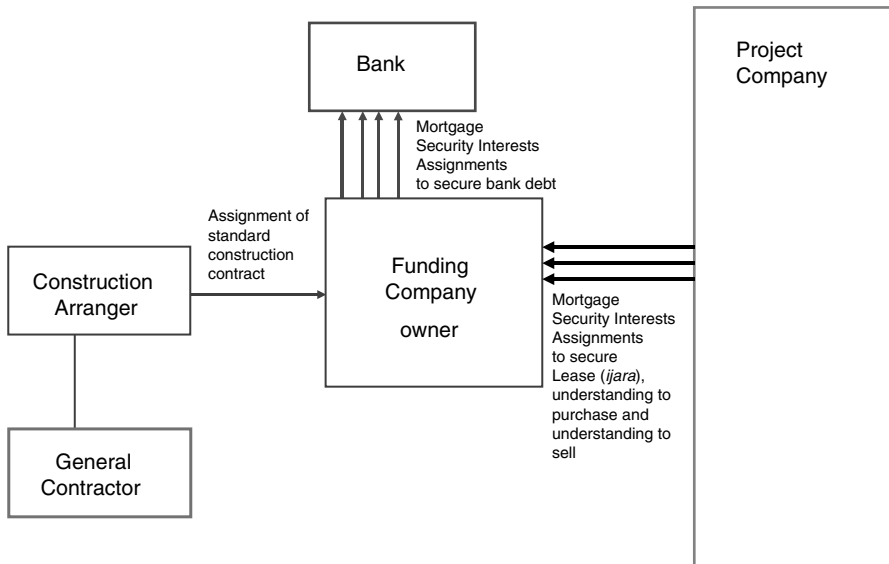 Bank
Project
Company
Mortgage
Security Interests
Assignments
to secure bank debt
Assignment of
standard
construction
contract
Construction
Arranger
Funding
Company
owner
Mortgage
Security Interests
Assignments
to secure
Lease (ijara),
understanding to
purchase and
understanding to
sell
General
Contractor